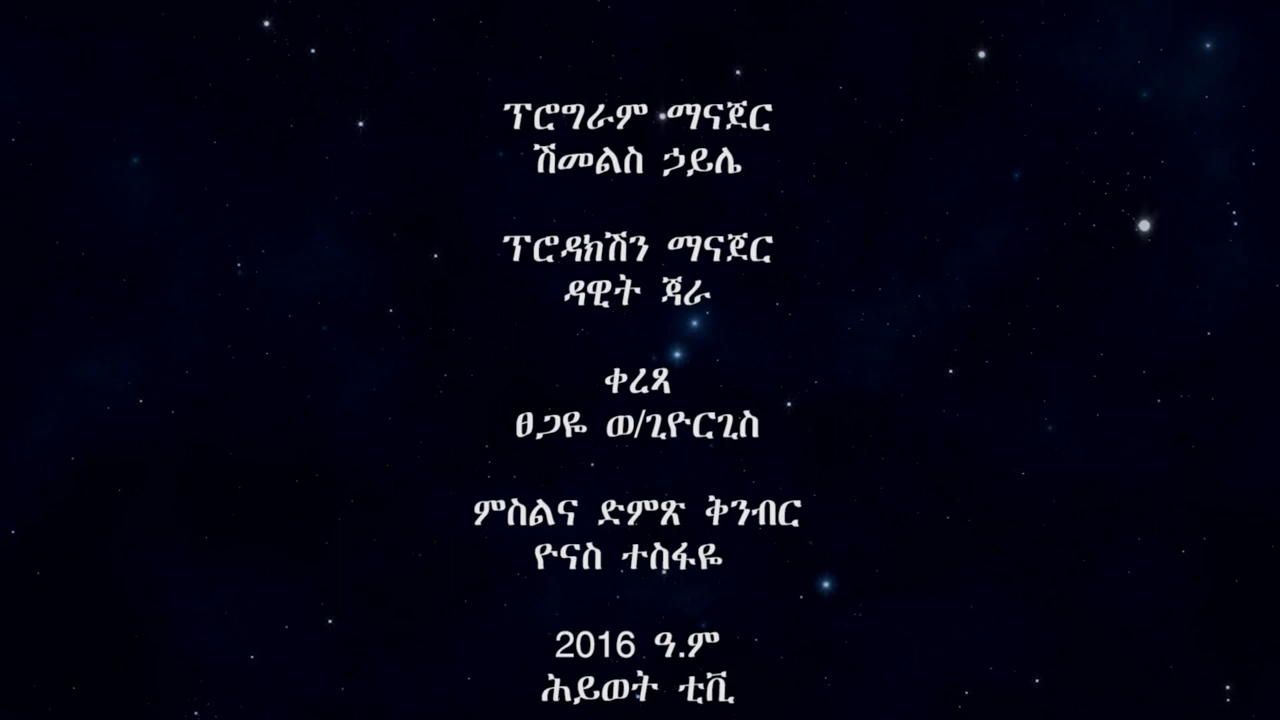 ፕሮግራም ማናጀር
ሽመልስ ኃይሌ
ፕሮዳክሽን ማናጀር
ዳዊት ጃራ
ቀረጻ
ፀጋዬ ወ/ጊዮርጊስ
ምስልና ድምጽ ቅንብር
ዮናስ ተስፋዬ
2016 ዓ.ም
ሕይወት ቲቪ